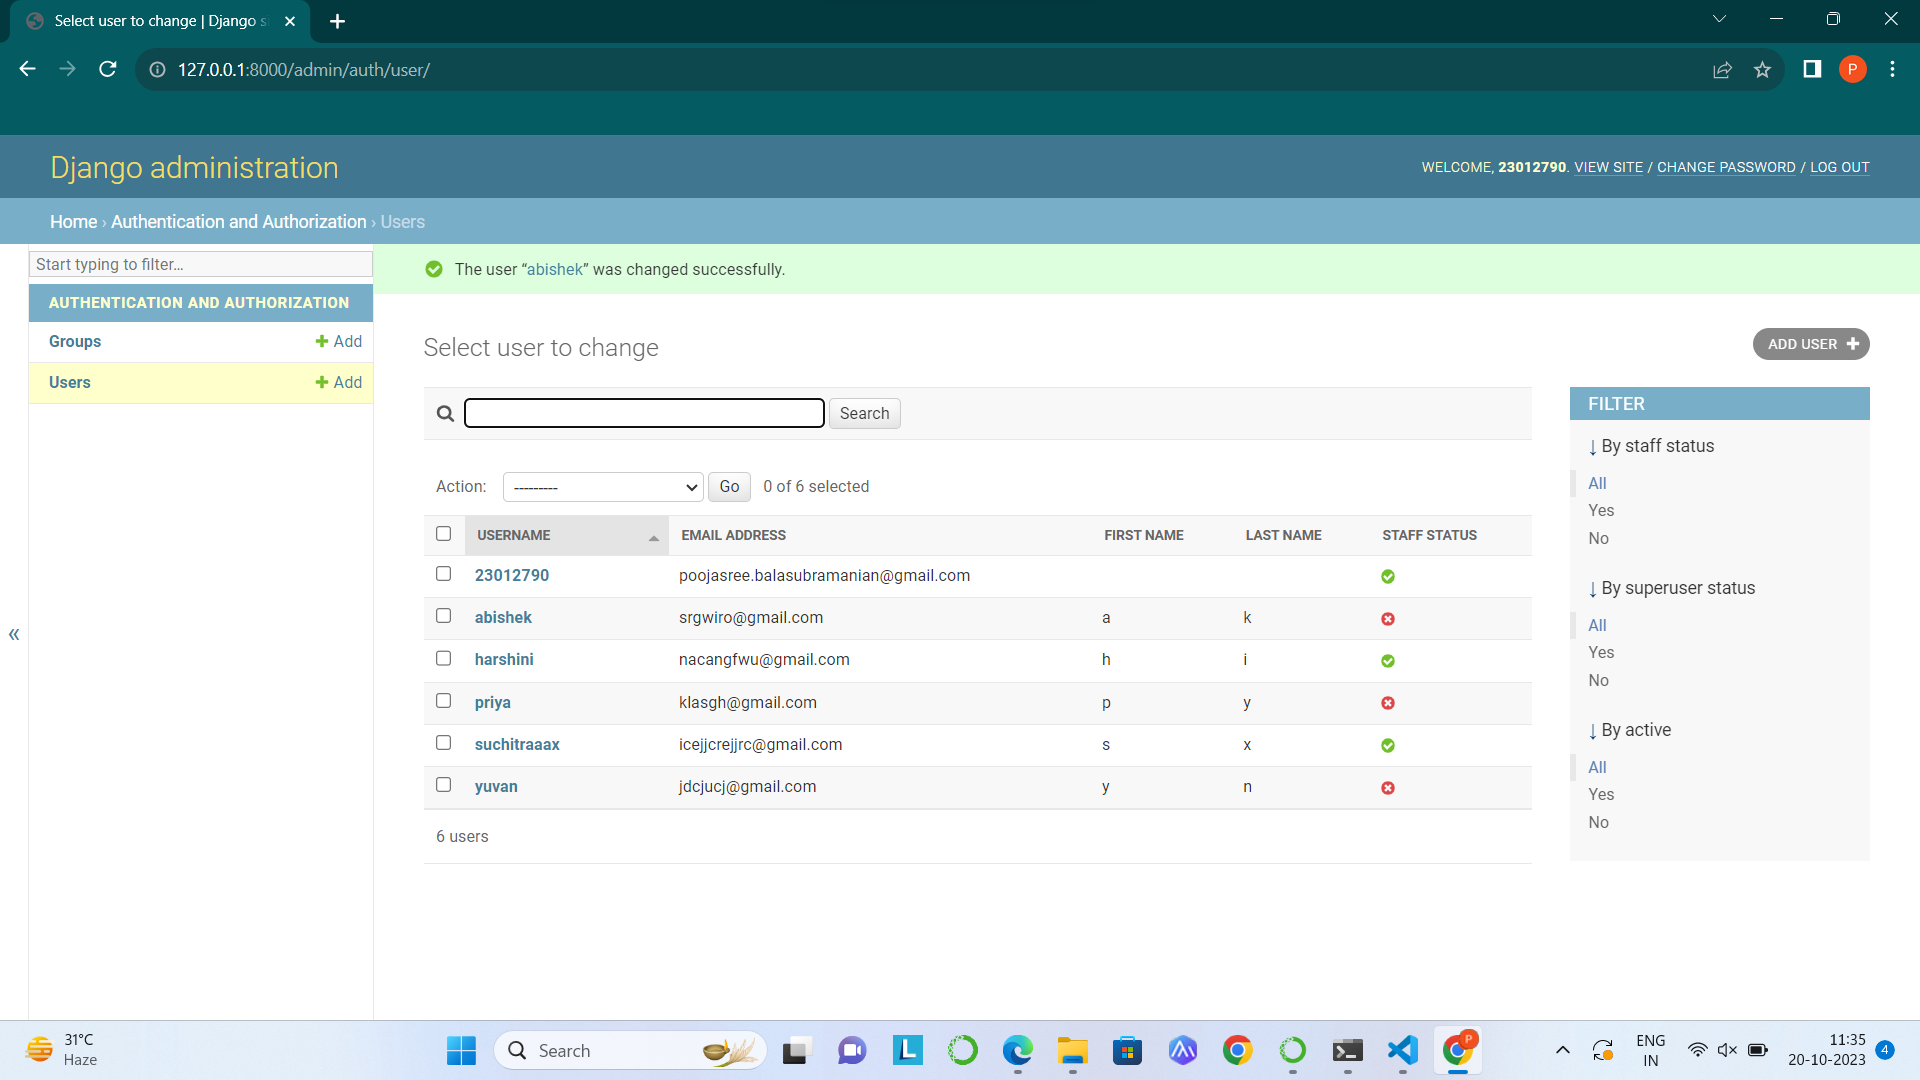 Select user to change | Django s
127.0.0.1:8000/admin/auth/user/
P
Django administration
WELCOME, 23012790. VIEW SITE / CHANGE PASSWORD / LOG OUT
Home › Authentication and Authorization › Users
Start typing to filter...
AUTHENTICATION AND AUTHORIZATION
Groups
Add
Users
Add
«
The user “abishek” was changed successfully.
Select user to change
ADD USER
Search
Action: --------- Go 0 of 6 selected
USERNAME EMAIL ADDRESS FIRST NAME LAST NAME STAFF STATUS
23012790 poojasree.balasubramanian@gmail.com
abishek srgwiro@gmail.com a k
harshini nacangfwu@gmail.com h i
priya klasgh@gmail.com p y
suchitraaax icejjcrejjrc@gmail.com s x
yuvan jdcjucj@gmail.com y n
6 users
FILTER
↓ By staff status
All
Yes
No
↓ By superuser status
All
Yes
No
↓ By active
All
Yes
No
31°C
Haze
Search
L
P
ENG
IN
11:35
20-10-2023
4